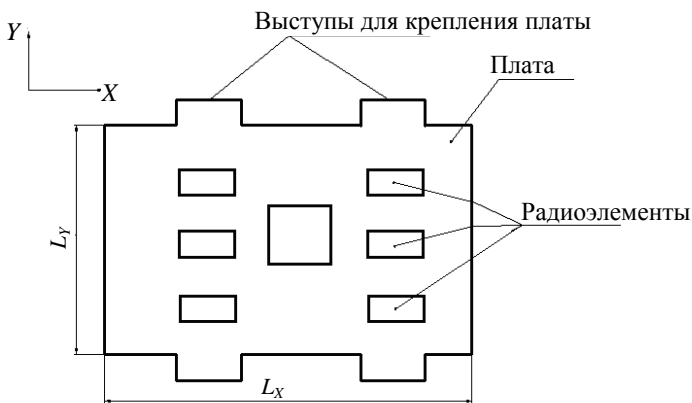 Выступы для крепления платы
Y
Плата
X
Радиоэлементы
L_Y
L_X